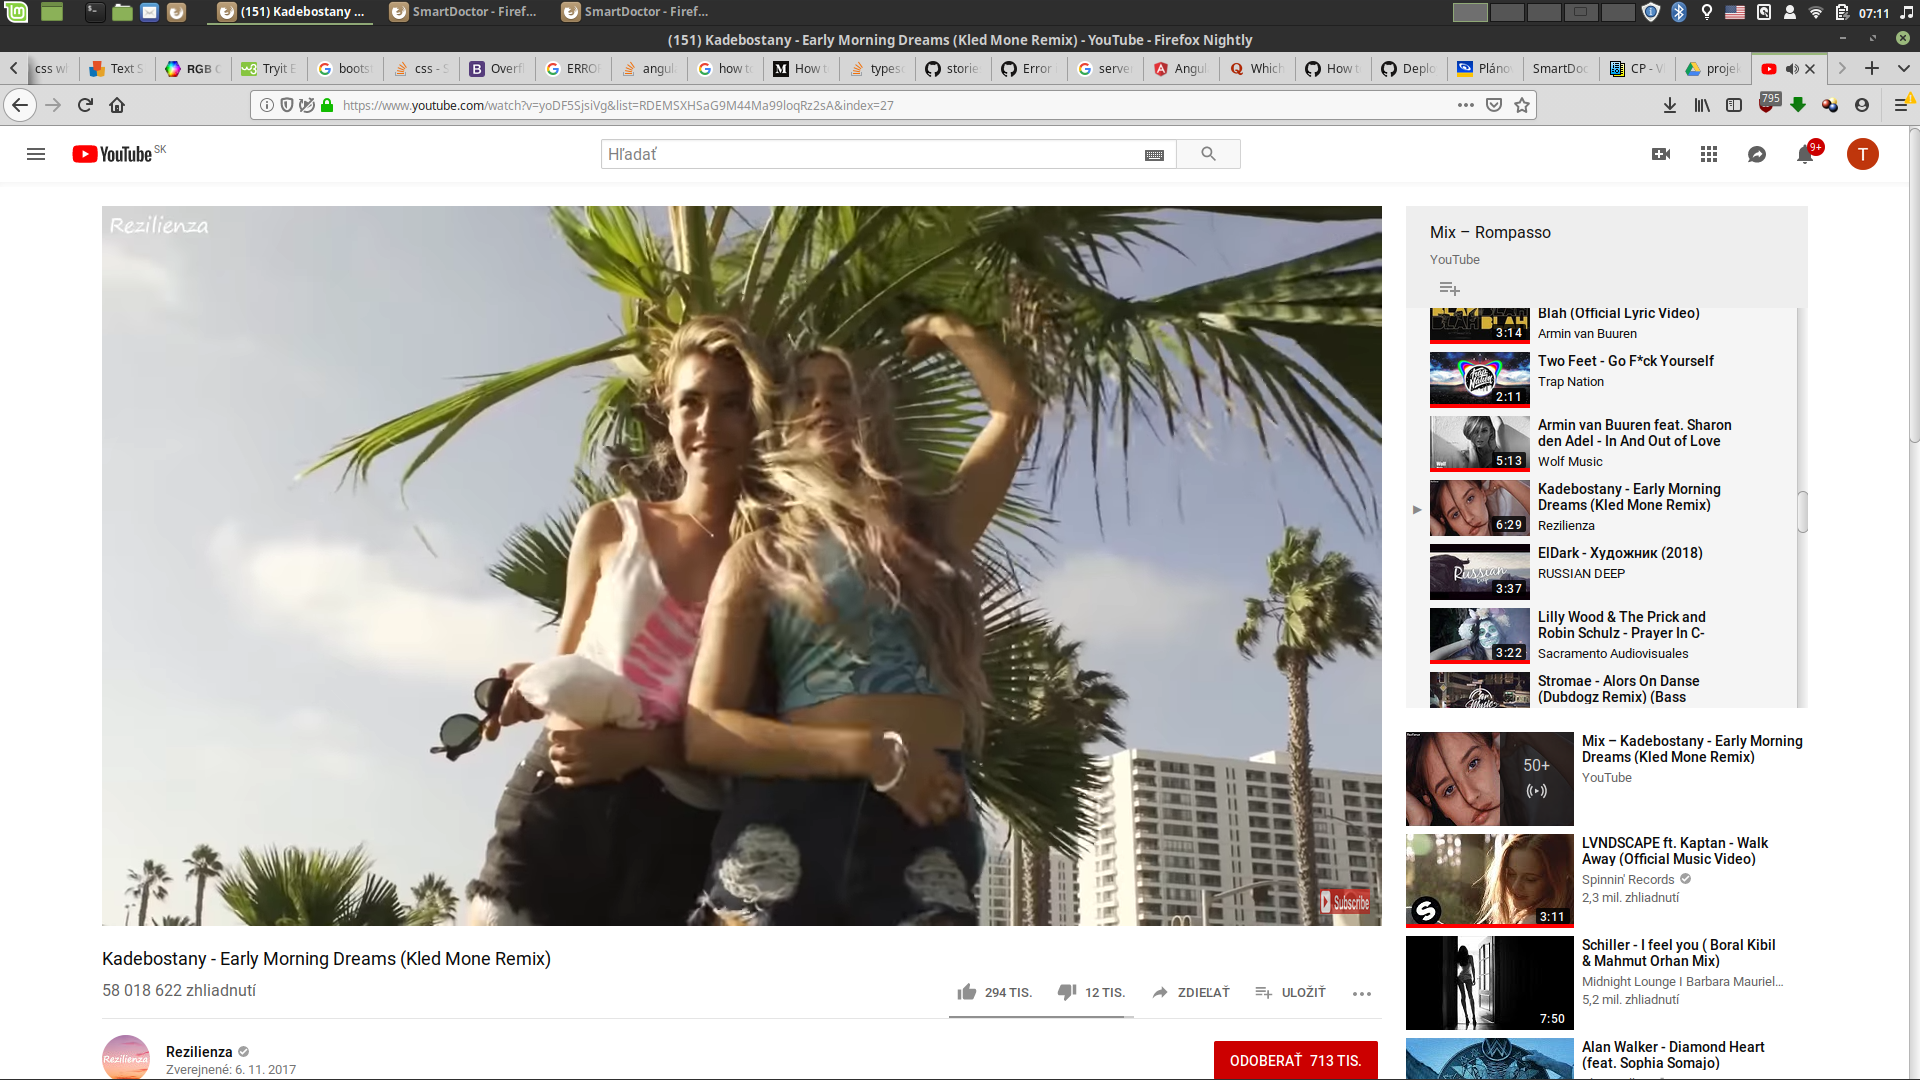 (151) Kadebostany ...
SmartDoctor - Firef...
SmartDoctor - Firef...
07:11
(151) Kadebostany - Early Morning Dreams (Kled Mone Remix) - YouTube - Firefox Nightly
css wh
Text S
RGB C
Tryit E
boots
css - S
Overfl
ERROR
angul
how to
How t
types
storie
Error
server
Angul
Which
How t
Deplo
Pláno
SmartDoc
CP - V
projek
https://www.youtube.com/watch?v=yoDF5SjsiVg&list=RDEMSXHSaG9M44Ma99loqRz2sA&index=27
795
YouTube SK
Hľadať
9+
T
Rezilienza
Subscribe
Mix – Rompasso
YouTube
Blah (Official Lyric Video)
Armin van Buuren
3:14
Two Feet - Go F*ck Yourself
Trap Nation
2:11
Armin van Buuren feat. Sharon
den Adel - In And Out of Love
Wolf Music
5:13
Kadebostany - Early Morning
Dreams (Kled Mone Remix)
Rezilienza
6:29
ElDark - Художник (2018)
RUSSIAN DEEP
Russian
3:37
Lilly Wood & The Prick and
Robin Schulz - Prayer In C-
Sacramento Audiovisuales
3:22
Stromae - Alors On Danse
(Dubdogz Remix) (Bass
Mix – Kadebostany - Early Morning
Dreams (Kled Mone Remix)
YouTube
50+
LVNDSCAPE ft. Kaptan - Walk
Away (Official Music Video)
Spinnin' Records
2,3 mil. zhliadnutí
3:11
Schiller - I feel you ( Boral Kibil
& Mahmut Orhan Mix)
Midnight Lounge I Barbara Mauriel...
5,2 mil. zhliadnutí
7:50
Alan Walker - Diamond Heart
(feat. Sophia Somajo)
Kadebostany - Early Morning Dreams (Kled Mone Remix)
58 018 622 zhliadnutí
294 TIS.
12 TIS.
ZDIEĽAŤ
ULOŽIŤ
Rezilienza
Rezilienza
Zverejnené: 6. 11. 2017
ODOBERAŤ 713 TIS.